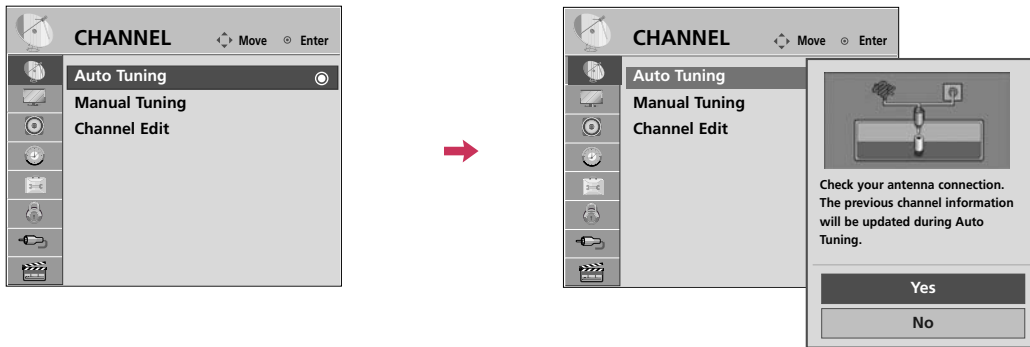 CHANNEL
Move Enter
Auto Tuning
Manual Tuning
Channel Edit
CHANNEL
Move Enter
Auto Tuning
Manual Tuning
Channel Edit
Check your antenna connection.
The previous channel information
will be updated during Auto
Tuning.
Yes
No